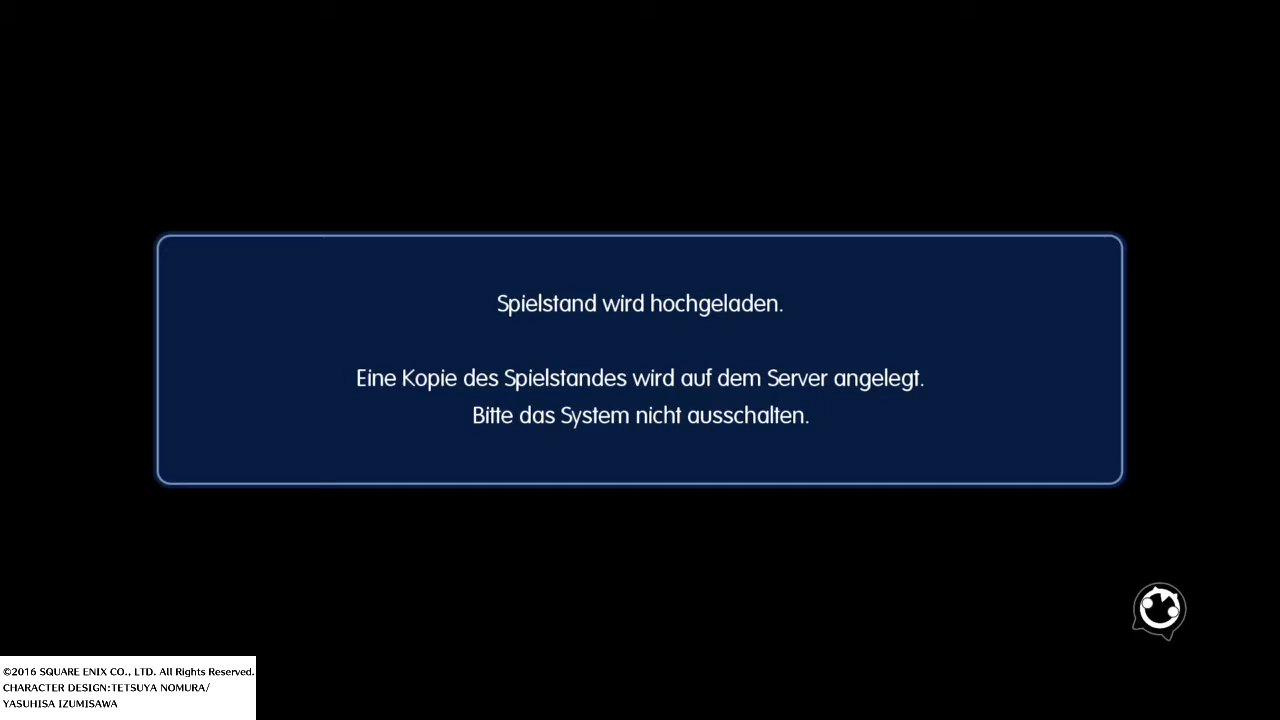 Spielstand wird hochgeladen.
Eine Kopie des Spielstandes wird auf dem Server angelegt.
Bitte das System nicht ausschalten.
©2016 SQUARE ENIX CO., LTD. All Rights Reserved.
CHARACTER DESIGN:TETSUYA NOMURA/
YASUHISA IZUMISAWA